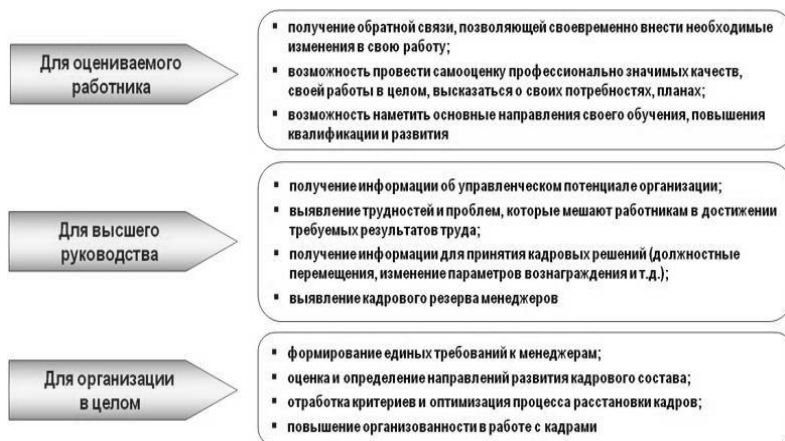 Для оцениваемого
работника
▪ получение обратной связи, позволяющей своевременно внести необходимые
изменения в свою работу;
▪ возможность провести самооценку профессионально значимых качеств,
своей работы в целом, высказаться о своих потребностях, планах;
▪ возможность наметить основные направления своего обучения, повышения
квалификации и развития
Для высшего
руководства
▪ получение информации об управленческом потенциале организации;
▪ выявление трудностей и проблем, которые мешают работникам в достижении
требуемых результатов труда;
▪ получение информации для принятия кадровых решений (должностные
перемещения, изменение параметров вознаграждения и т.д.);
▪ выявление кадрового резерва менеджеров
Для организации
в целом
▪ формирование единых требований к менеджерам;
▪ оценка и определение направлений развития кадрового состава;
▪ отработка критериев и оптимизация процесса расстановки кадров;
▪ повышение организованности в работе с кадрами